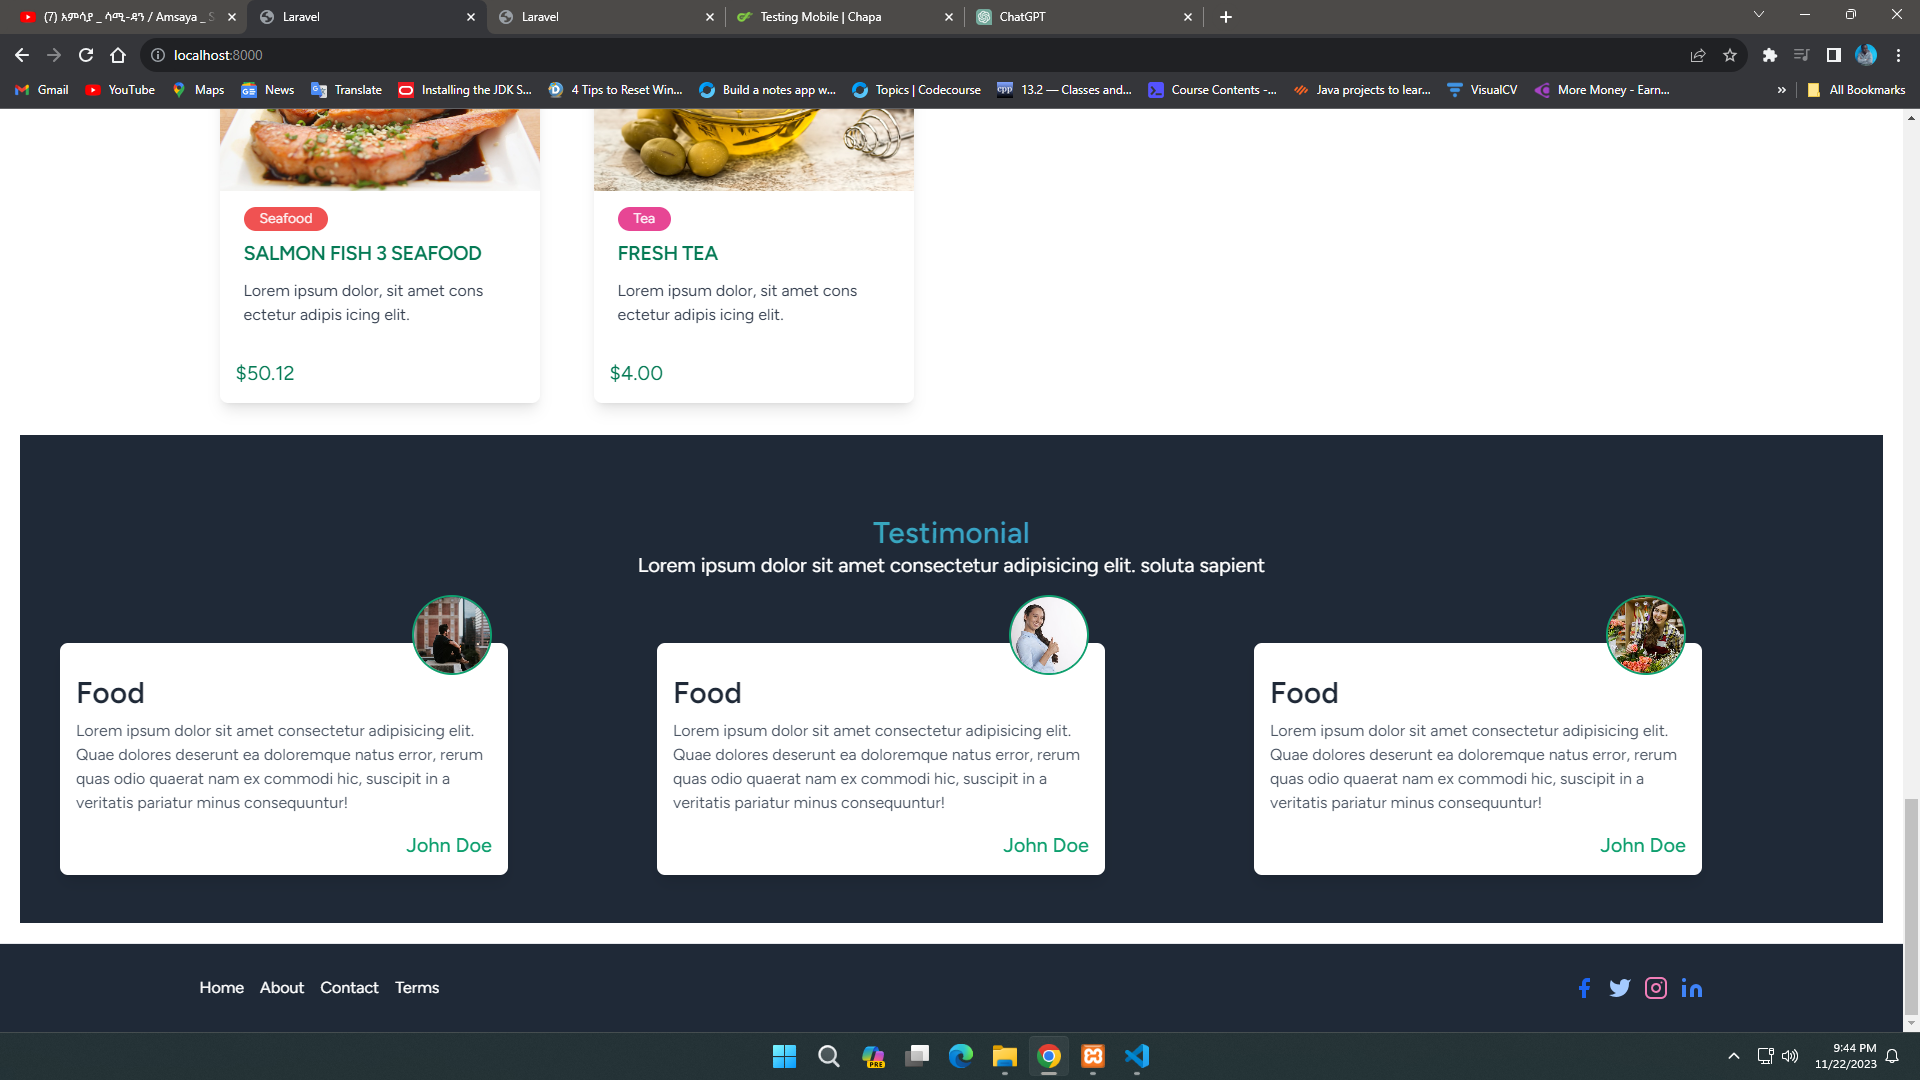 (7) አምሳያ _ ሳሚ-ዳን / Amsaya _ S
Laravel
Laravel
Testing Mobile | Chapa
ChatGPT
localhost:8000
Gmail
YouTube
Maps
News
Translate
Installing the JDK S...
4 Tips to Reset Win...
Build a notes app w...
Topics | Codecourse
13.2 — Classes and...
Course Contents -...
Java projects to lear...
VisualCV
More Money - Earn...
»
All Bookmarks
Seafood
SALMON FISH 3 SEAFOOD
Lorem ipsum dolor, sit amet cons
ectetur adipis icing elit.
$50.12
Tea
FRESH TEA
Lorem ipsum dolor, sit amet cons
ectetur adipis icing elit.
$4.00
Testimonial
Lorem ipsum dolor sit amet consectetur adipisicing elit. soluta sapient
Food
Lorem ipsum dolor sit amet consectetur adipisicing elit.
Quae dolores deserunt ea doloremque natus error, rerum
quas odio quaerat nam ex commodi hic, suscipit in a
veritatis pariatur minus consequuntur!
John Doe
Food
Lorem ipsum dolor sit amet consectetur adipisicing elit.
Quae dolores deserunt ea doloremque natus error, rerum
quas odio quaerat nam ex commodi hic, suscipit in a
veritatis pariatur minus consequuntur!
John Doe
Food
Lorem ipsum dolor sit amet consectetur adipisicing elit.
Quae dolores deserunt ea doloremque natus error, rerum
quas odio quaerat nam ex commodi hic, suscipit in a
veritatis pariatur minus consequuntur!
John Doe
Home
About
Contact
Terms
PRE
9:44 PM
11/22/2023